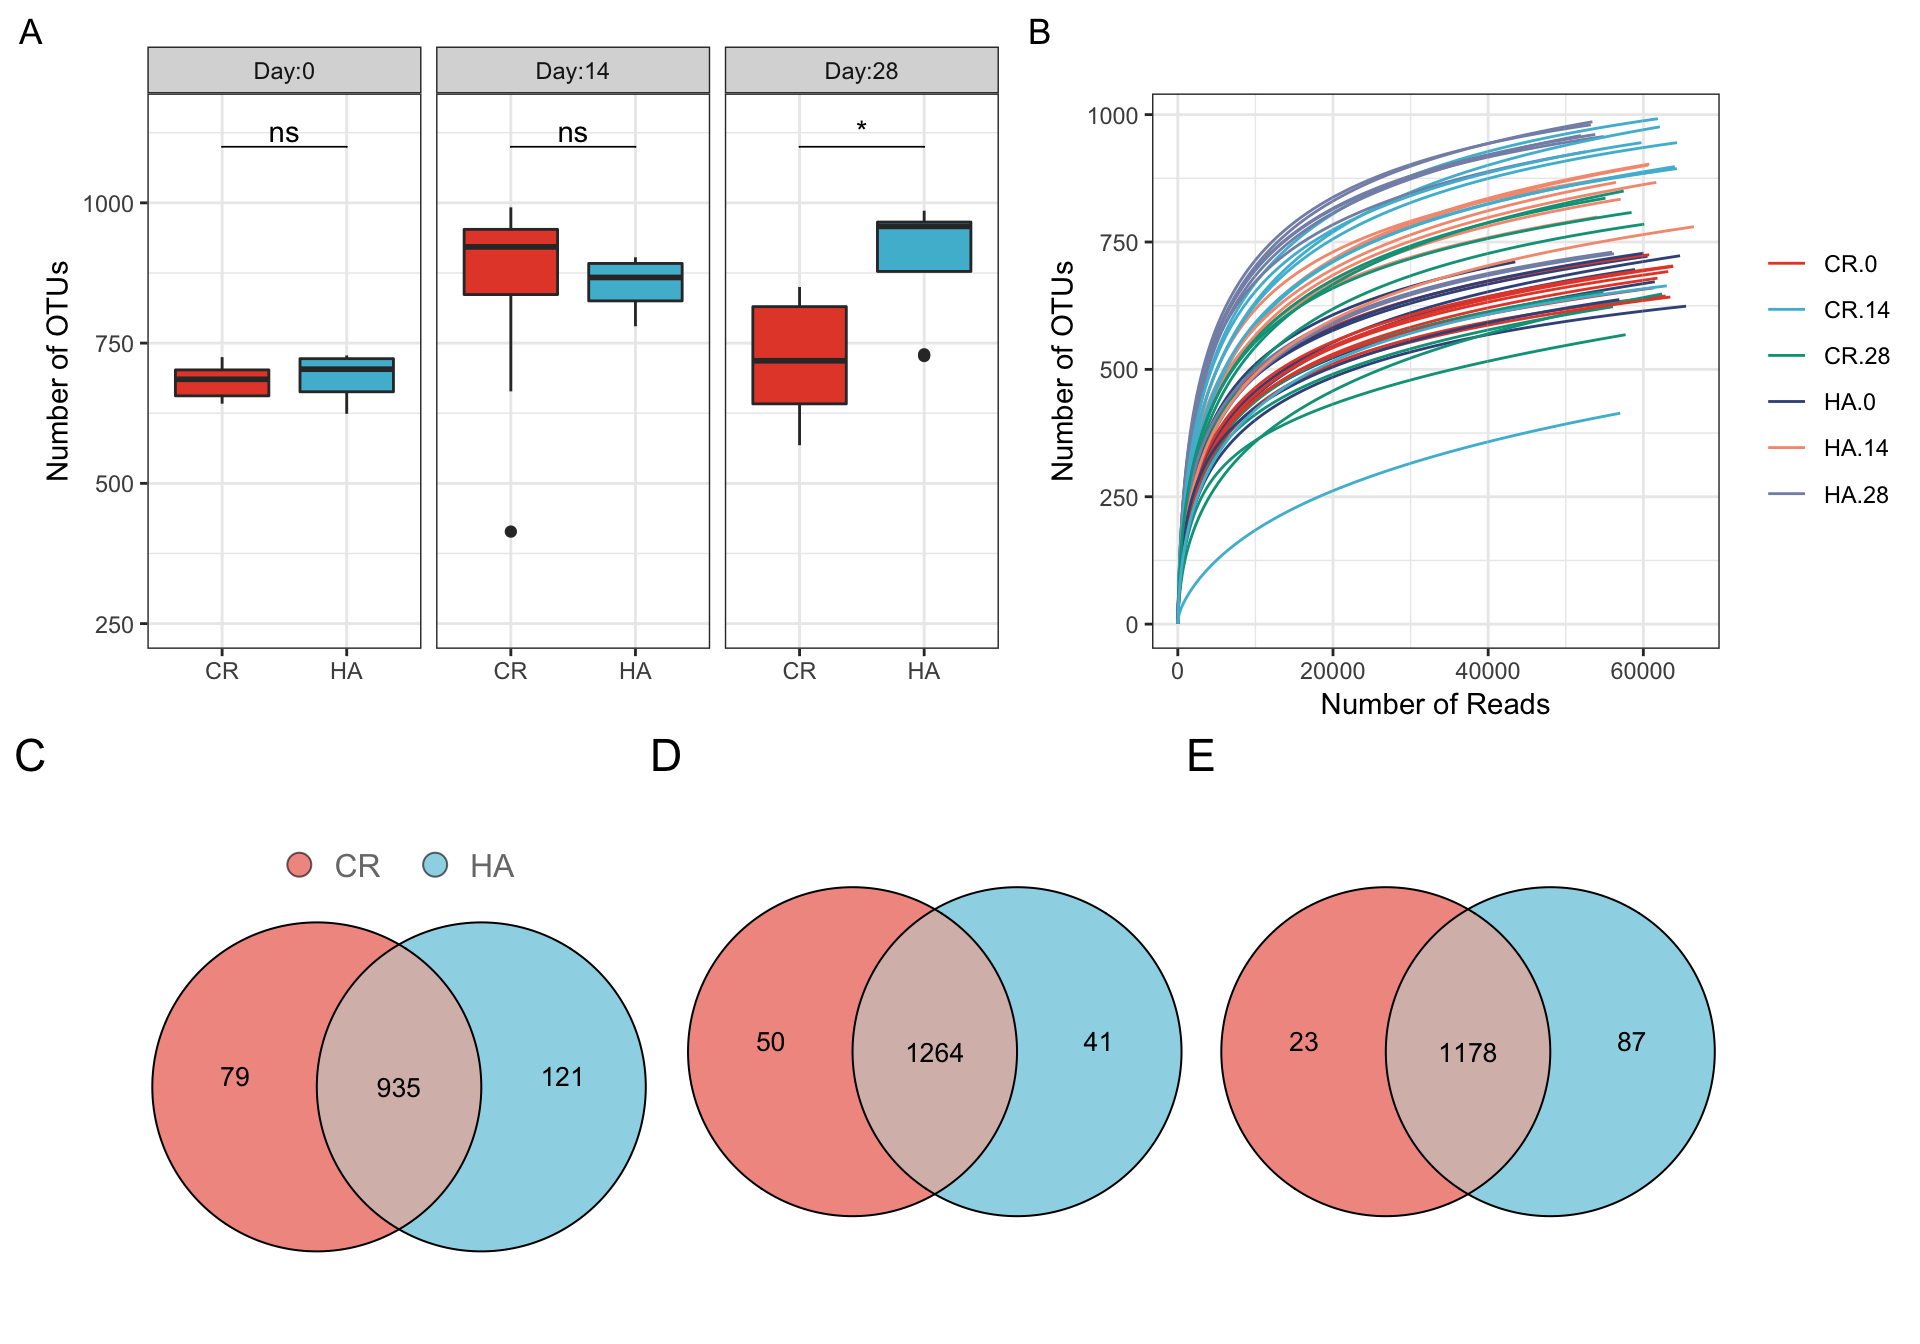 A
Day:0
Day:14
Day:28
ns
ns
*
Number of OTUs
1000
750
500
250
CR
HA
CR
HA
CR
HA
B
Number of OTUs
1000
750
500
250
0
0
20000
40000
60000
Number of Reads
CR.0
CR.14
CR.28
HA.0
HA.14
HA.28
C
CR
HA
79
935
121
D
50
1264
41
E
23
1178
87